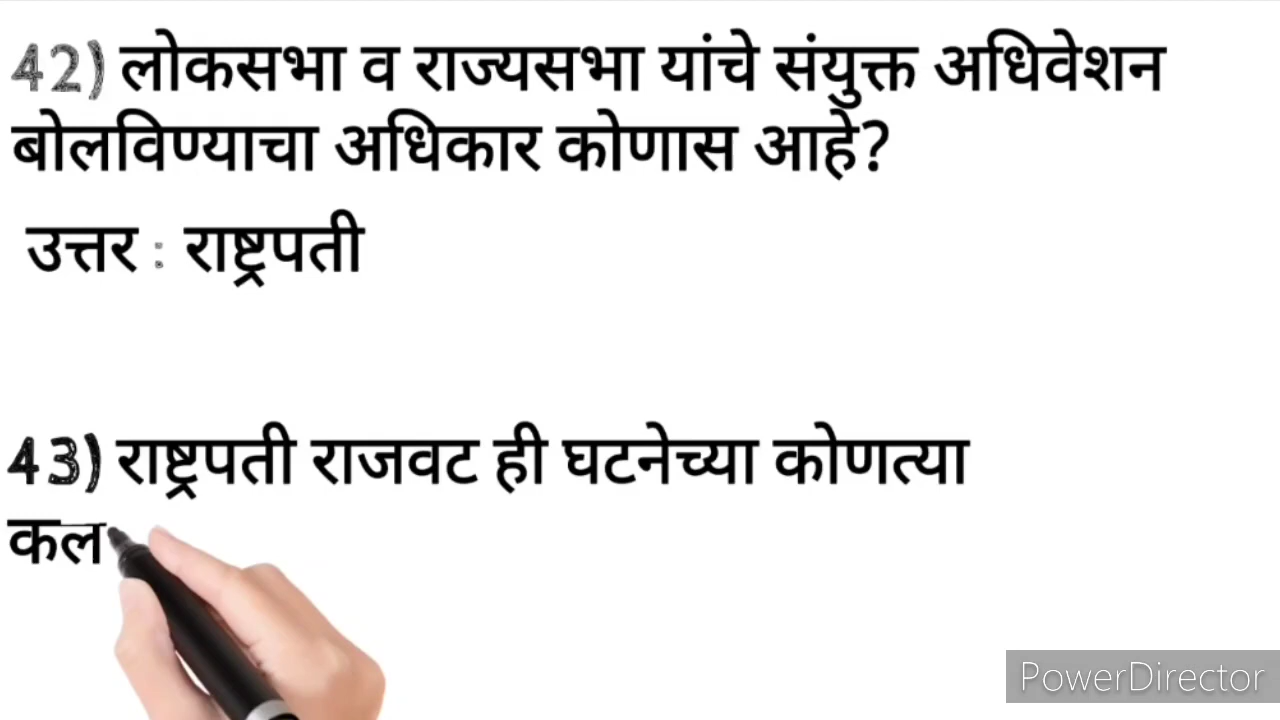 42) लोकसभा व राज्यसभा यांचे संयुक्त अधिवेशन
बोलविण्याचा अधिकार कोणास आहे?
उत्तर : राष्ट्रपती
43) राष्ट्रपती राजवट ही घटनेच्या कोणत्या
कल
PowerDirector